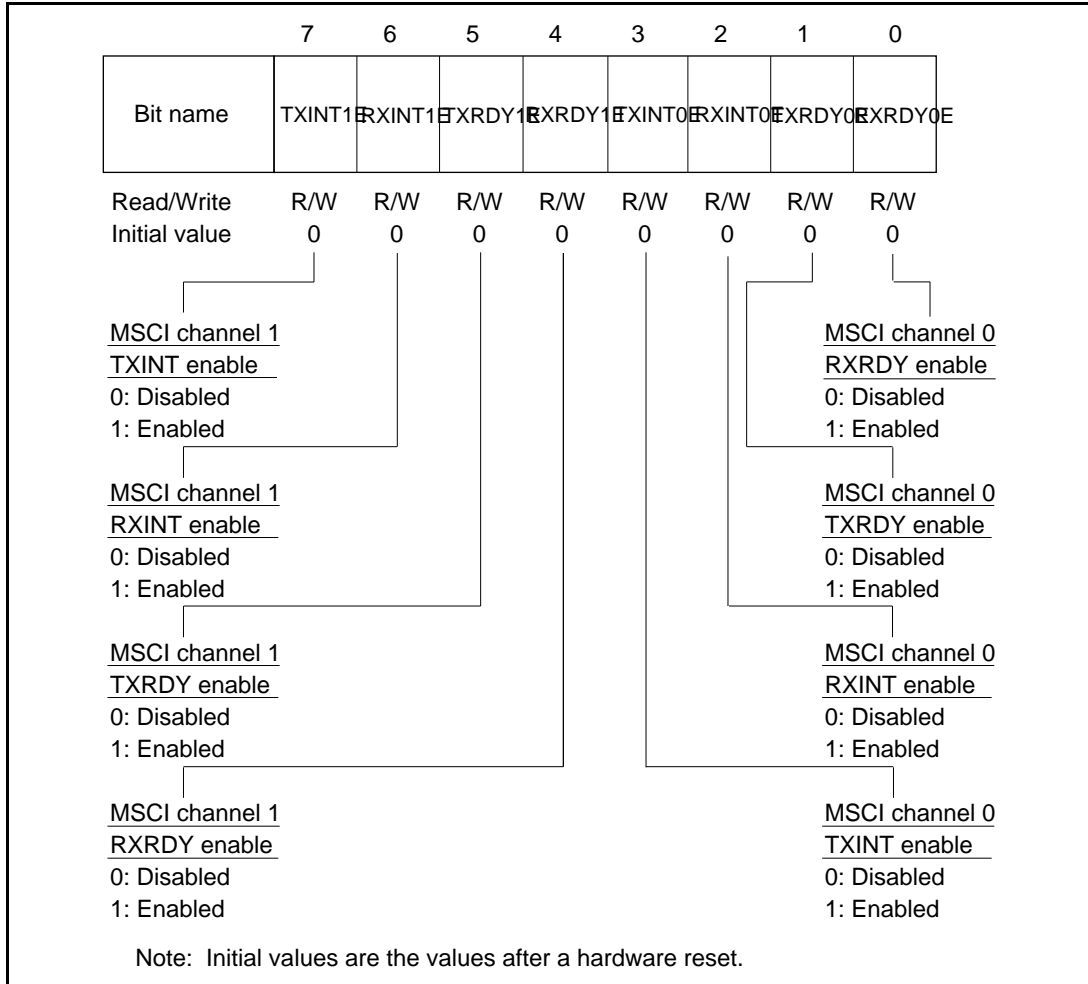 7 6 5 4 3 2 1 0
Bit name TXINT1E RXINT1E TXRDY1E RXRDY1E TXINT0E RXINT0E TXRDY0E RXRDY0E
Read/Write R/W R/W R/W R/W R/W R/W R/W R/W
Initial value 0 0 0 0 0 0 0 0
MSCI channel 1
TXINT enable
0: Disabled
1: Enabled
MSCI channel 1
RXINT enable
0: Disabled
1: Enabled
MSCI channel 1
TXRDY enable
0: Disabled
1: Enabled
MSCI channel 1
RXRDY enable
0: Disabled
1: Enabled
MSCI channel 0
RXRDY enable
0: Disabled
1: Enabled
MSCI channel 0
TXRDY enable
0: Disabled
1: Enabled
MSCI channel 0
RXINT enable
0: Disabled
1: Enabled
MSCI channel 0
TXINT enable
0: Disabled
1: Enabled
Note: Initial values are the values after a hardware reset.